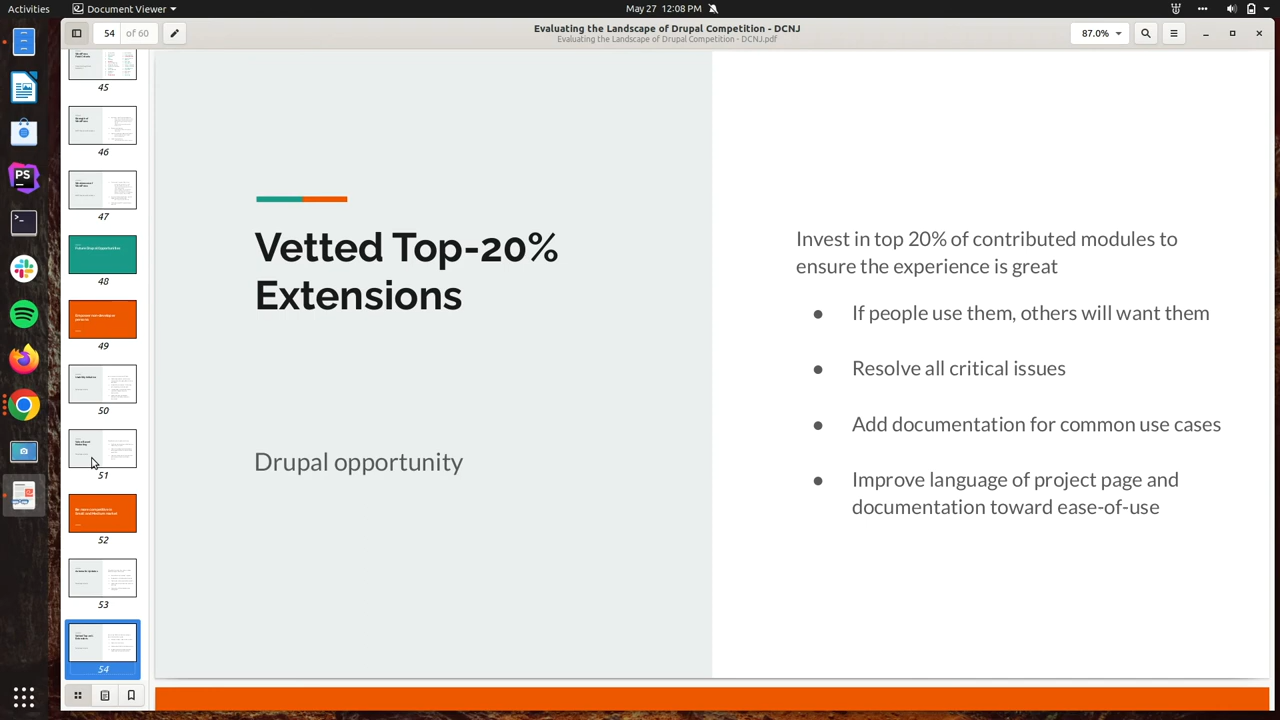 Activities
Document Viewer
May 27 12:08 PM
54 of 60
Evaluating the Landscape of Drupal Competition - DCNJ
Evaluating the Landscape of Drupal Competition - DCNJ.pdf
87.0%
45
46
47
48
49
50
51
52
53
54
Vetted Top-20%
Extensions
Drupal opportunity
Invest in top 20% of contributed modules to
ensure the experience is great
● If people use them, others will want them
● Resolve all critical issues
● Add documentation for common use cases
● Improve language of project page and
documentation toward ease-of-use
PS
>_